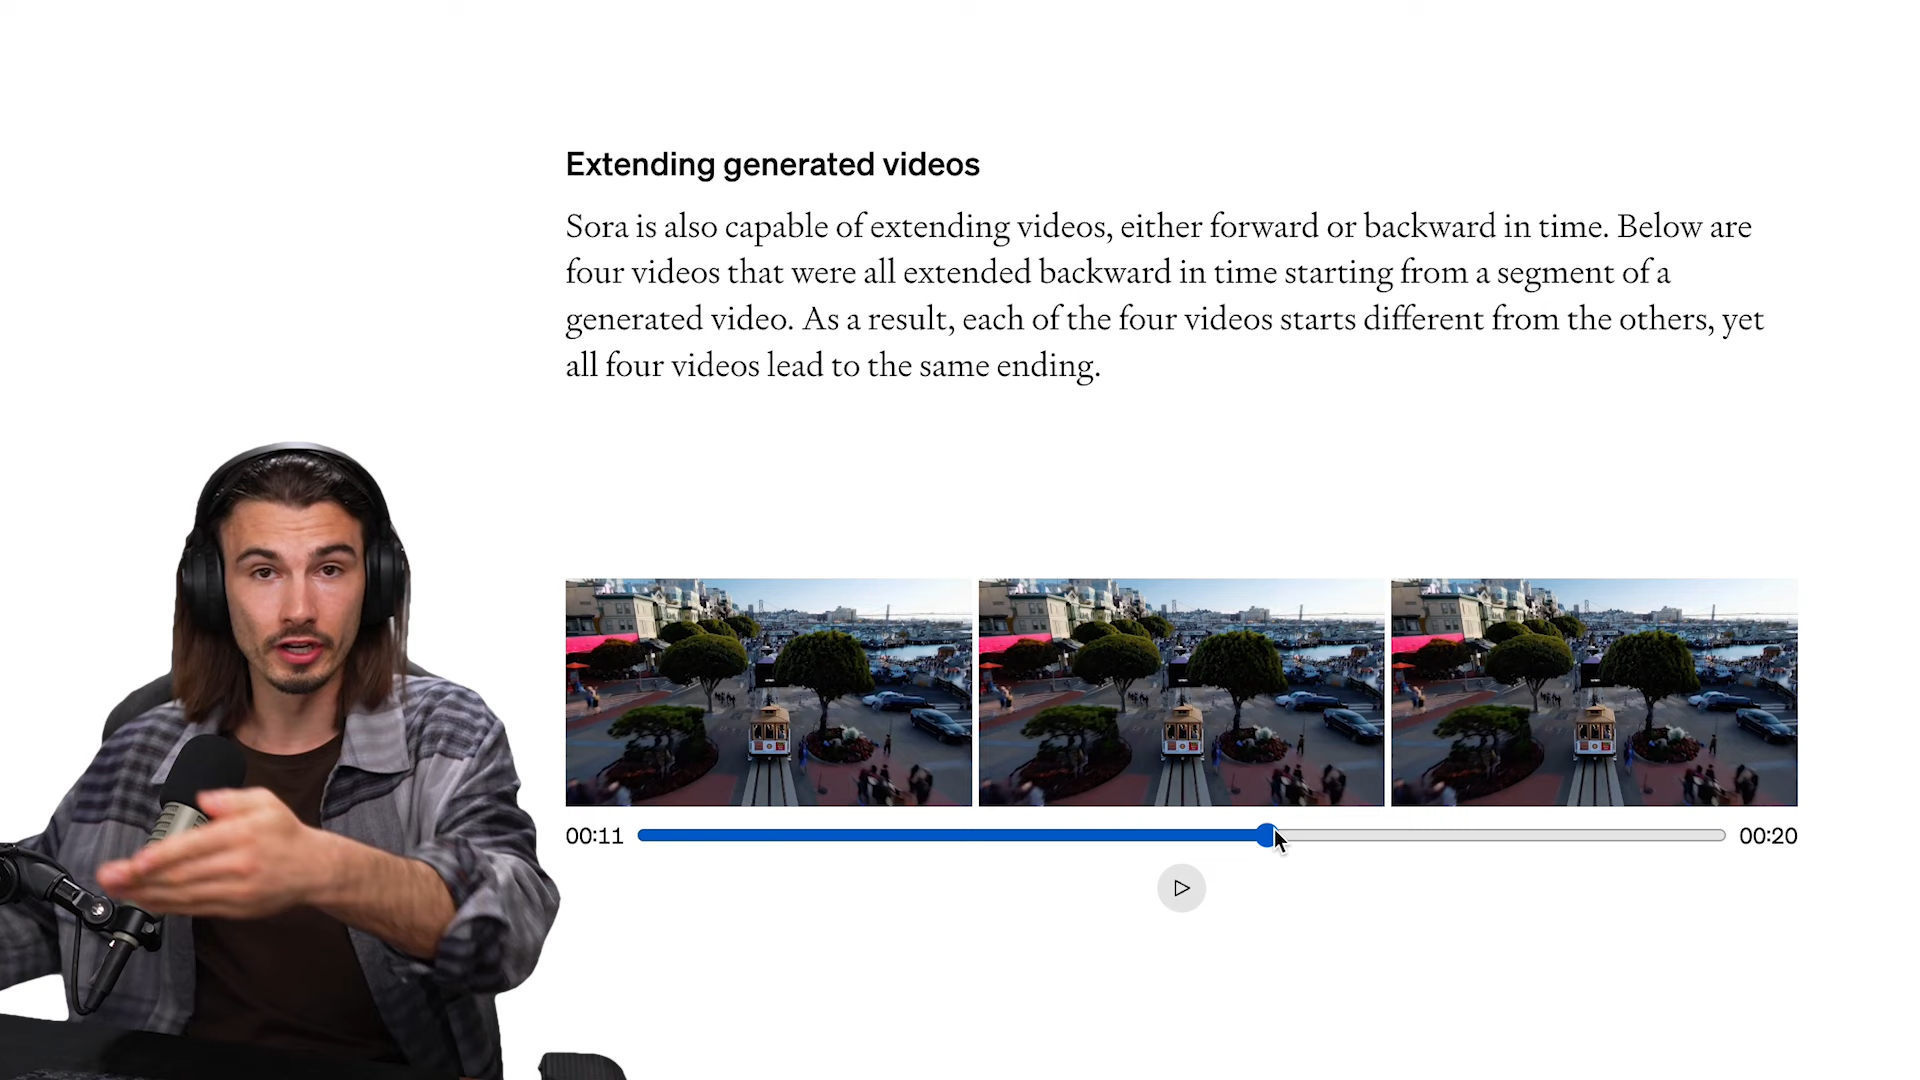 Extending generated videos
Sora is also capable of extending videos, either forward or backward in time. Below are
four videos that were all extended backward in time starting from a segment of a
generated video. As a result, each of the four videos starts different from the others, yet
all four videos lead to the same ending.
00:11
00:20